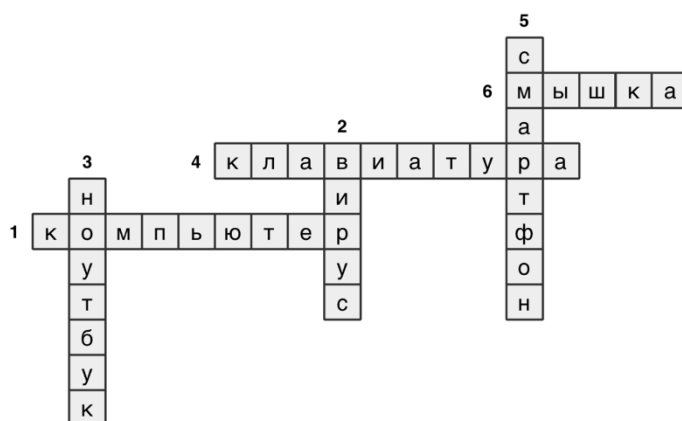 5
с
6 мышка
2 а
3 4 клавиатура
н и т
1 компьютер ф
у у о
т с н
б
у
к